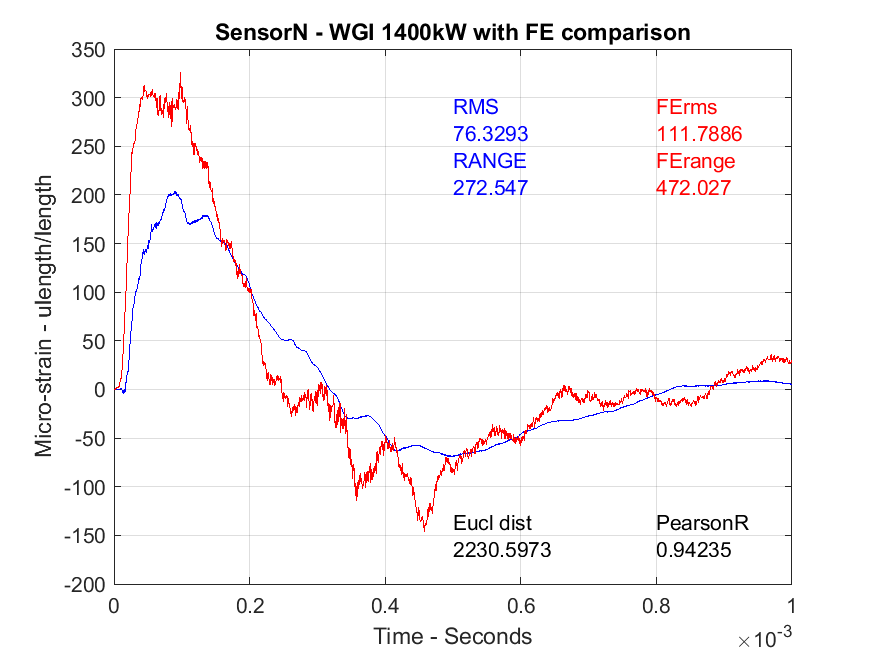 SensorN - WGI 1400kW with FE comparison
350
300
250
200
150
100
50
0
-50
-100
-150
-200
Micro-strain - ulength/length
RMS
76.3293
RANGE
272.547
FErms
111.7886
FErange
472.027
Eucl dist
2230.5973
PearsonR
0.94235
0 0.2 0.4 0.6 0.8 1
Time - Seconds
×10-3